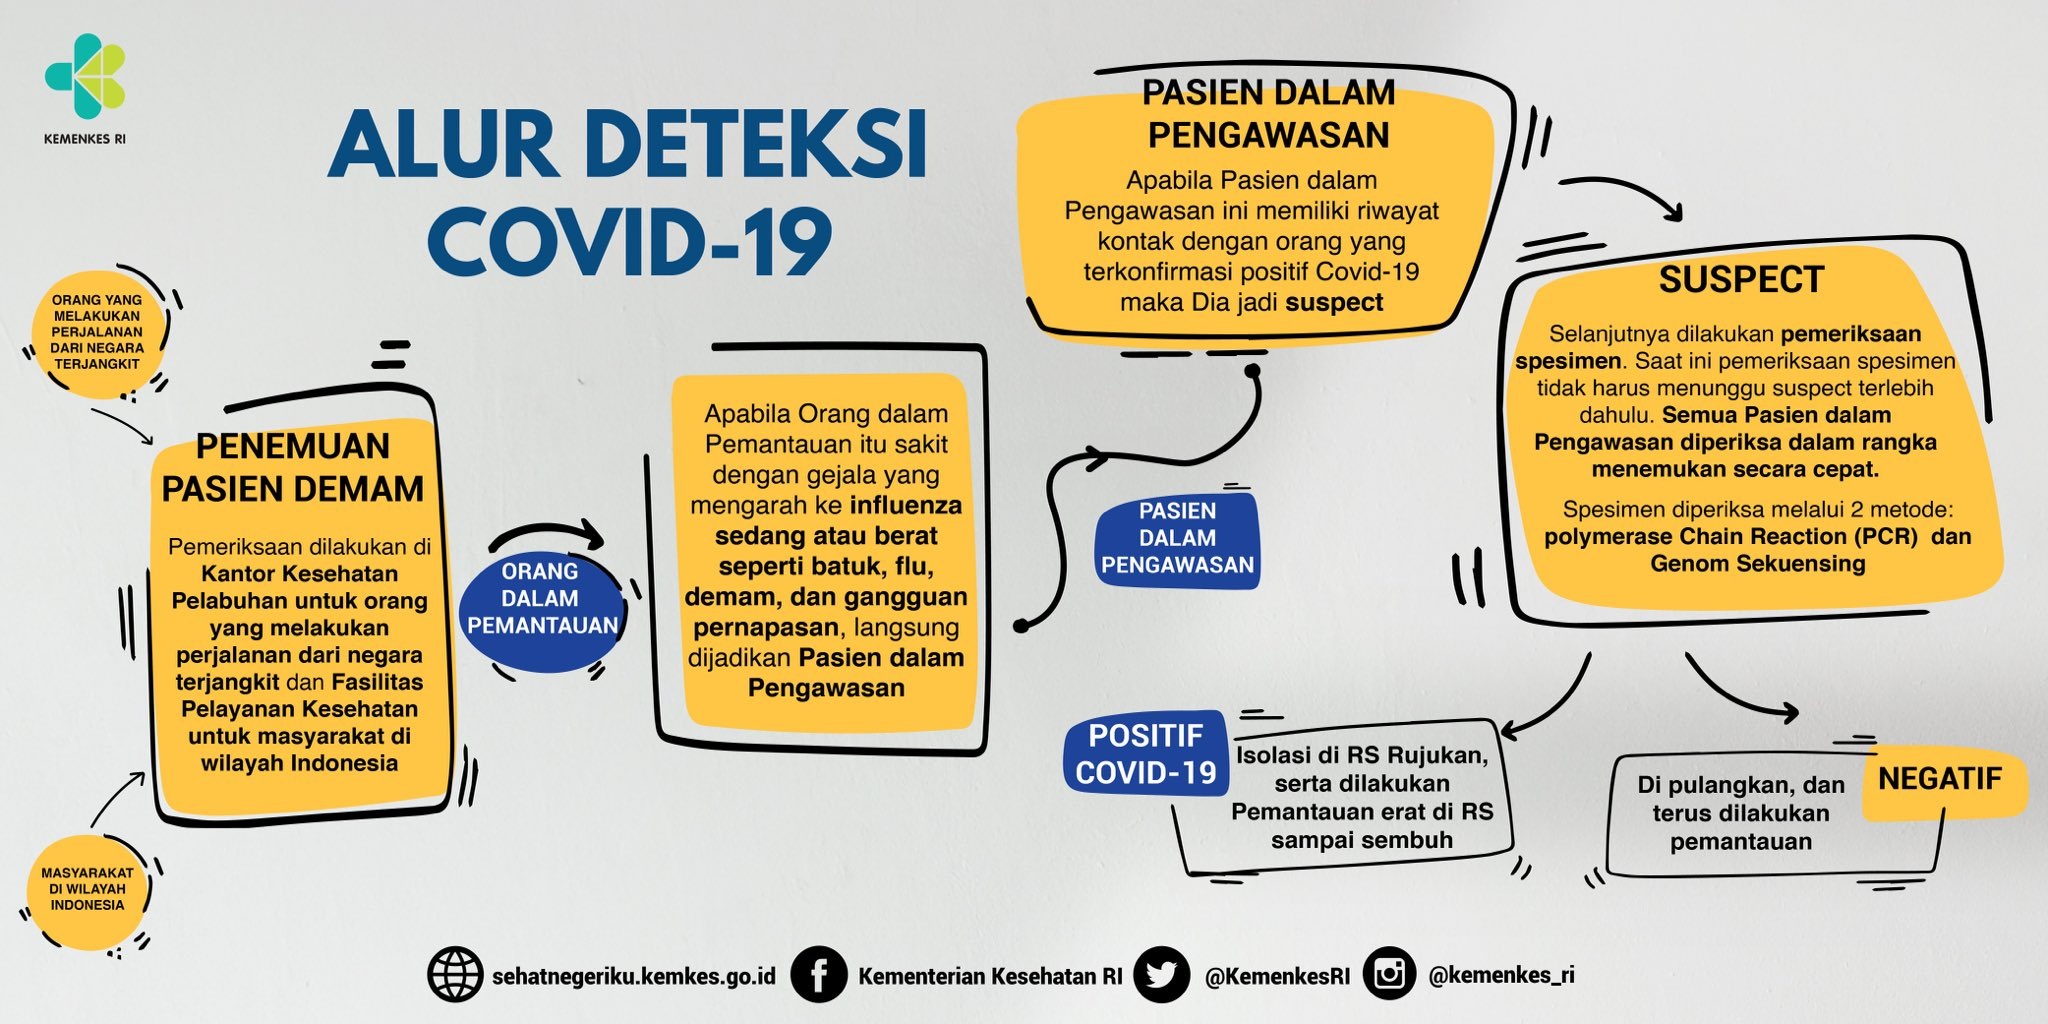 KEMENKES RI
ALUR DETEKSI
COVID-19
ORANG YANG
MELAKUKAN
PERJALANAN
DARI NEGARA
TERJANGKIT
PENEMUAN
PASIEN DEMAM
Pemeriksaan dilakukan di
Kantor Kesehatan
Pelabuhan untuk orang
yang melakukan
perjalanan dari negara
terjangkit dan Fasilitas
Pelayanan Kesehatan
untuk masyarakat di
wilayah Indonesia
MASYARAKAT
DI WILAYAH
INDONESIA
ORANG
DALAM
PEMANTAUAN
Apabila Orang dalam
Pemantauan itu sakit
dengan gejala yang
mengarah ke influenza
sedang atau berat
seperti batuk, flu,
demam, dan gangguan
pernapasan, langsung
dijadikan Pasien dalam
Pengawasan
PASIEN
DALAM
PENGAWASAN
PASIEN DALAM
PENGAWASAN
Apabila Pasien dalam
Pengawasan ini memiliki riwayat
kontak dengan orang yang
terkonfirmasi positif Covid-19
maka Dia jadi suspect
SUSPECT
Selanjutnya dilakukan pemeriksaan
spesimen. Saat ini pemeriksaan spesimen
tidak harus menunggu suspect terlebih
dahulu. Semua Pasien dalam
Pengawasan diperiksa dalam rangka
menemukan secara cepat.
Spesimen diperiksa melalui 2 metode:
polymerase Chain Reaction (PCR) dan
Genom Sekuensing
POSITIF
COVID-19
Isolasi di RS Rujukan,
serta dilakukan
Pemantauan erat di RS
sampai sembuh
NEGATIF
Di pulangkan, dan
terus dilakukan
pemantauan
sehatnegeriku.kemkes.go.id
Kementerian Kesehatan RI
@KemenkesRI
@kemenkes_ri